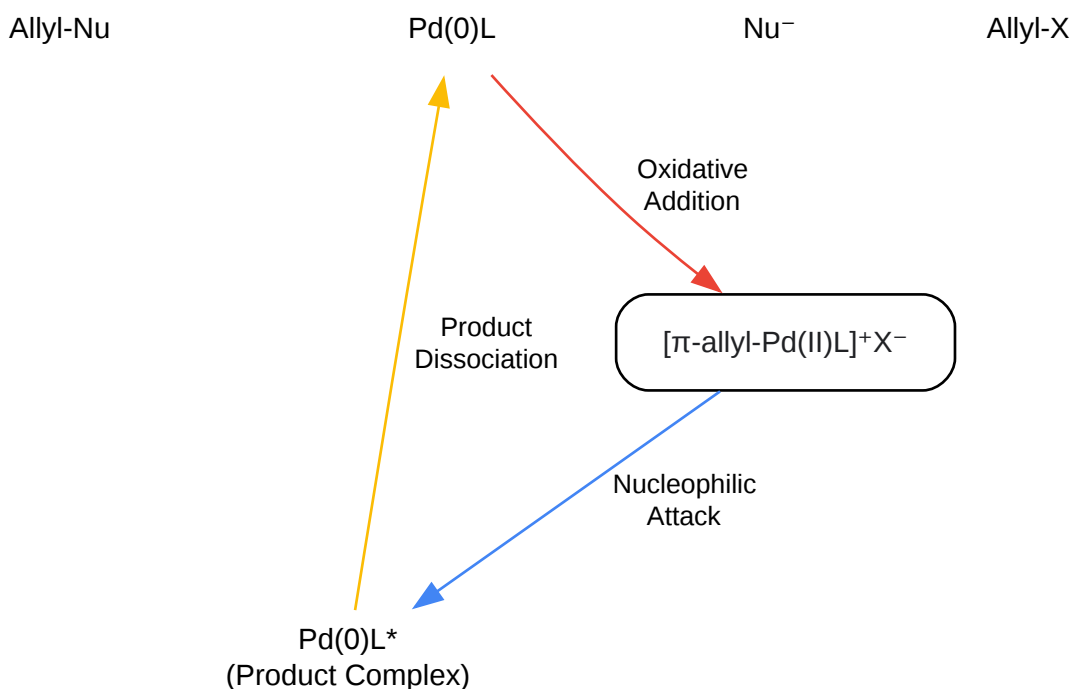 Allyl-Nu
Pd(0)L
Nu⁻
Allyl-X
Oxidative
Addition
Product
Dissociation
[π-allyl-Pd(II)L]⁺X⁻
Nucleophilic
Attack
Pd(0)L*
(Product Complex)